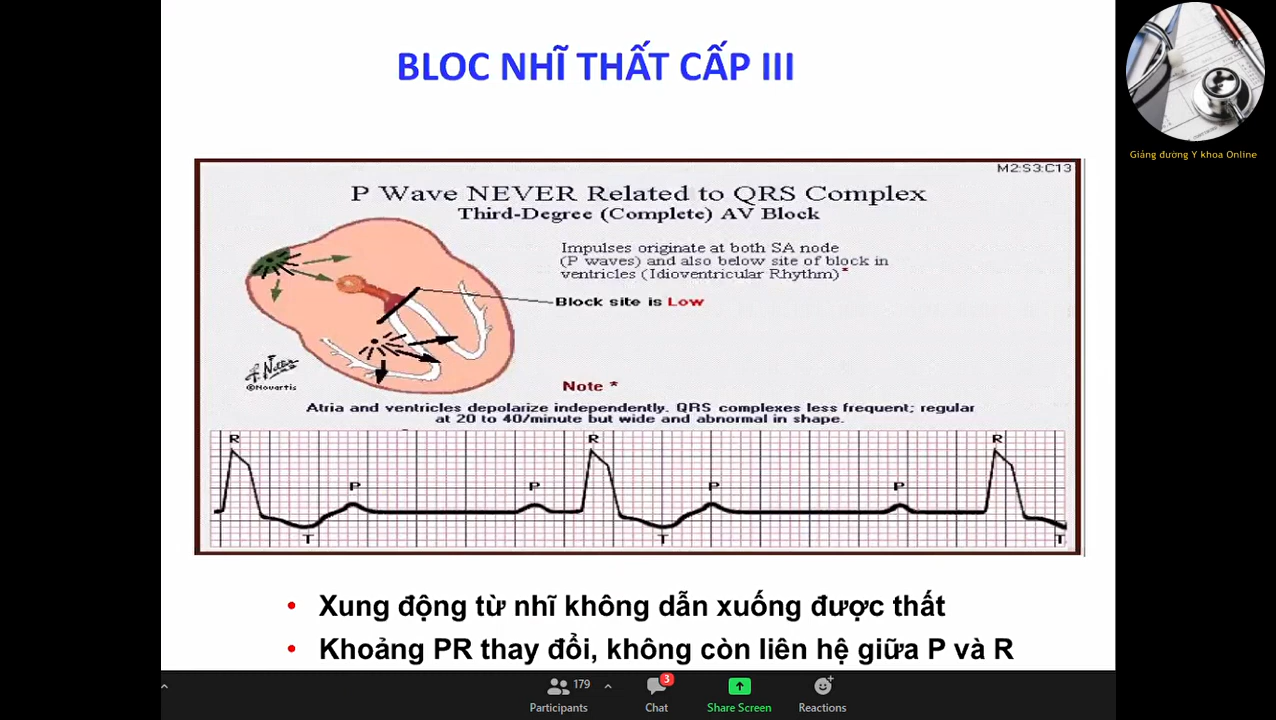 BLOC NHĨ THẤT CẤP III
Giảng đường Y khoa Online
M2:S3:C13
P Wave NEVER Related to QRS Complex
Third-Degree (Complete) AV Block
Impulses originate at both SA node
(P waves) and also below site of block in
ventricles (Idioventricular Rhythm)*
Block site is Low
©Novartis
Note *
Atria and ventricles depolarize independently. QRS complexes less frequent; regular
at 20 to 40/minute but wide and abnormal in shape.
R R R
P P P P
T T T
• Xung động từ nhĩ không dẫn xuống được thất
• Khoảng PR thay đổi, không còn liên hệ giữa P và R
179 3
Participants Chat Share Screen Reactions